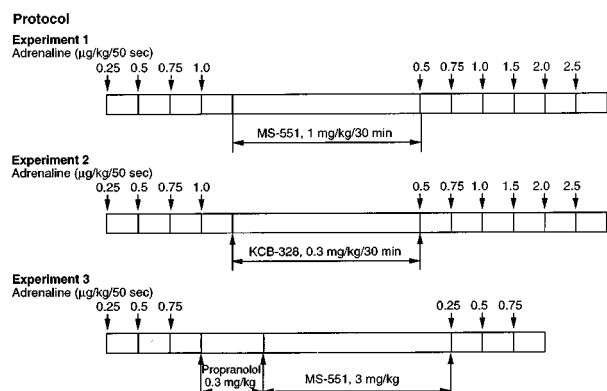 Protocol
Experiment 1
Adrenaline (μg/kg/50 sec)
0.25 0.5 0.75 1.0 0.5 0.75 1.0 1.5 2.0 2.5
MS-551, 1 mg/kg/30 min
Experiment 2
Adrenaline (μg/kg/50 sec)
0.25 0.5 0.75 1.0 0.5 0.75 1.0 1.5 2.0 2.5
KCB-328, 0.3 mg/kg/30 min
Experiment 3
Adrenaline (μg/kg/50 sec)
0.25 0.5 0.75 0.25 0.5 0.75
Propranolol
0.3 mg/kg
MS-551, 3 mg/kg